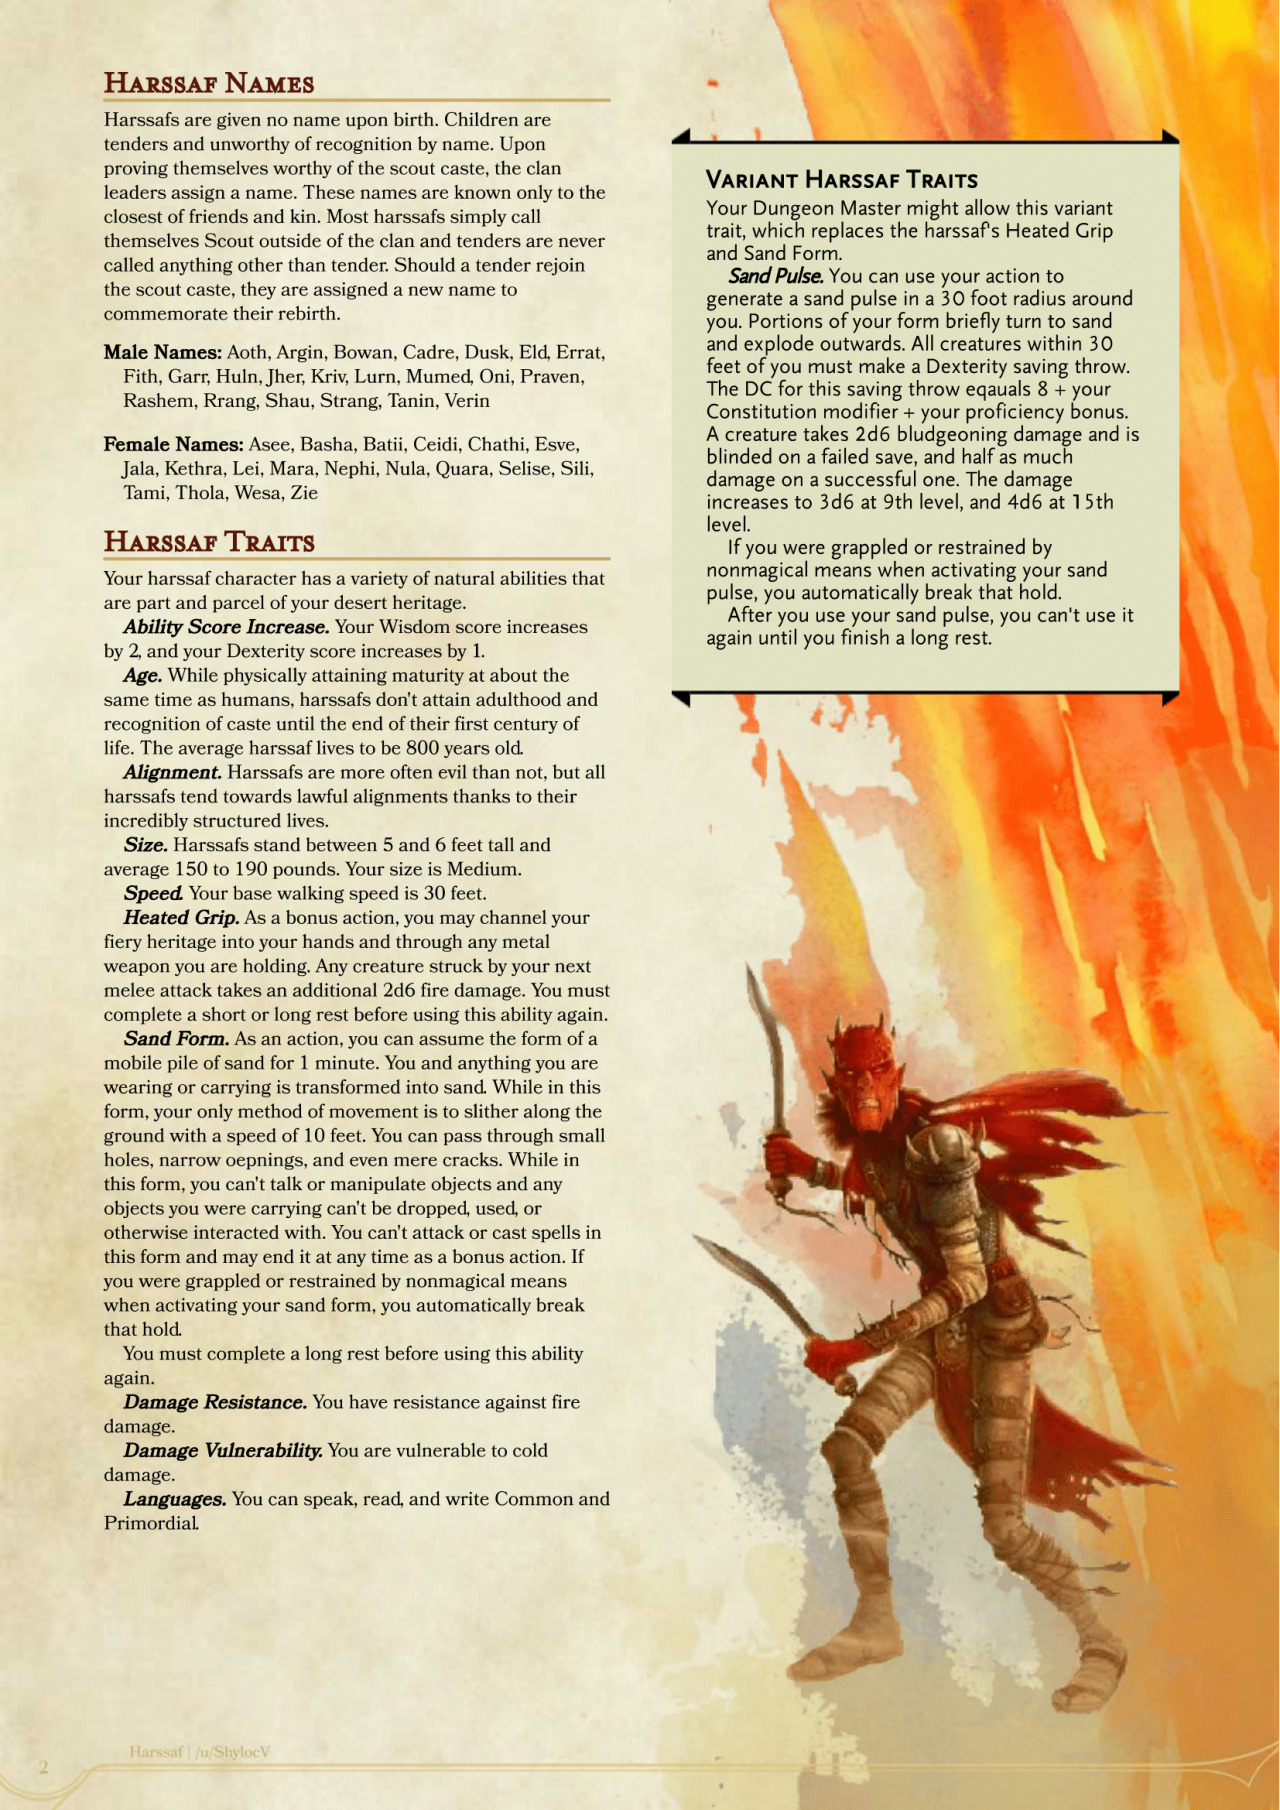 Harssaf Names
Harssafs are given no name upon birth. Children are
tenders and unworthy of recognition by name. Upon
proving themselves worthy of the scout caste, the clan
leaders assign a name. These names are known only to the
closest of friends and kin. Most harssafs simply call
themselves Scout outside of the clan and tenders are never
called anything other than tender. Should a tender rejoin
the scout caste, they are assigned a new name to
commemorate their rebirth.
Male Names: Aoth, Argin, Bowan, Cadre, Dusk, Eld, Errat,
Fith, Garr, Huln, Jher, Kriv, Lurn, Mumed, Oni, Praven,
Rashem, Rrang, Shau, Strang, Tanin, Verin
Female Names: Asee, Basha, Batii, Ceidi, Chathi, Esve,
Jala, Kethra, Lei, Mara, Nephi, Nula, Quara, Selise, Sili,
Tami, Thola, Wesa, Zie
Harssaf Traits
Your harssaf character has a variety of natural abilities that
are part and parcel of your desert heritage.
Ability Score Increase. Your Wisdom score increases
by 2, and your Dexterity score increases by 1.
Age. While physically attaining maturity at about the
same time as humans, harssafs don't attain adulthood and
recognition of caste until the end of their first century of
life. The average harssaf lives to be 800 years old.
Alignment. Harssafs are more often evil than not, but all
harssafs tend towards lawful alignments thanks to their
incredibly structured lives.
Size. Harssafs stand between 5 and 6 feet tall and
average 150 to 190 pounds. Your size is Medium.
Speed. Your base walking speed is 30 feet.
Heated Grip. As a bonus action, you may channel your
fiery heritage into your hands and through any metal
weapon you are holding. Any creature struck by your next
melee attack takes an additional 2d6 fire damage. You must
complete a short or long rest before using this ability again.
Sand Form. As an action, you can assume the form of a
mobile pile of sand for 1 minute. You and anything you are
wearing or carrying is transformed into sand. While in this
form, your only method of movement is to slither along the
ground with a speed of 10 feet. You can pass through small
holes, narrow oepnings, and even mere cracks. While in
this form, you can't talk or manipulate objects and any
objects you were carrying can't be dropped, used, or
otherwise interacted with. You can't attack or cast spells in
this form and may end it at any time as a bonus action. If
you were grappled or restrained by nonmagical means
when activating your sand form, you automatically break
that hold.
You must complete a long rest before using this ability
again.
Damage Resistance. You have resistance against fire
damage.
Damage Vulnerability. You are vulnerable to cold
damage.
Languages. You can speak, read, and write Common and
Primordial.
Variant Harssaf Traits
Your Dungeon Master might allow this variant
trait, which replaces the harssaf's Heated Grip
and Sand Form.
Sand Pulse. You can use your action to
generate a sand pulse in a 30 foot radius around
you. Portions of your form briefly turn to sand
and explode outwards. All creatures within 30
feet of you must make a Dexterity saving throw.
The DC for this saving throw eqauals 8 + your
Constitution modifier + your proficiency bonus.
A creature takes 2d6 bludgeoning damage and is
blinded on a failed save, and half as much
damage on a successful one. The damage
increases to 3d6 at 9th level, and 4d6 at 15th
level.
If you were grappled or restrained by
nonmagical means when activating your sand
pulse, you automatically break that hold.
After you use your sand pulse, you can't use it
again until you finish a long rest.
2
Harssaf | /u/ShylocV